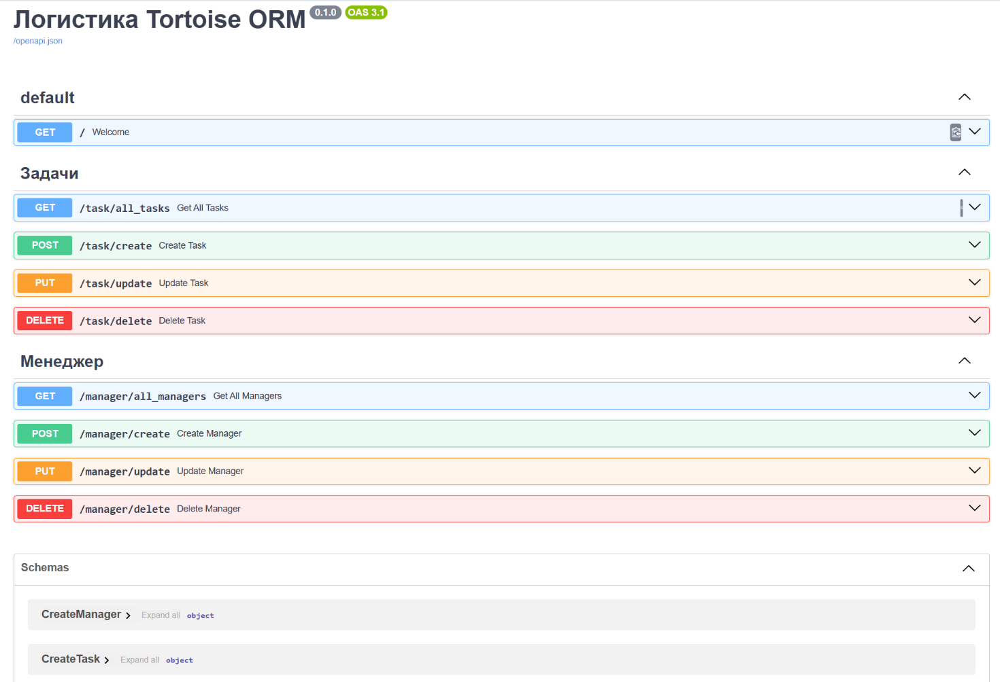 Логистика Tortoise ORM 0.1.0 OAS 3.1
/openapi.json
default
GET / Welcome
Задачи
GET /task/all_tasks Get All Tasks
POST /task/create Create Task
PUT /task/update Update Task
DELETE /task/delete Delete Task
Менеджер
GET /manager/all_managers Get All Managers
POST /manager/create Create Manager
PUT /manager/update Update Manager
DELETE /manager/delete Delete Manager
Schemas
CreateManager Expand all object
CreateTask Expand all object